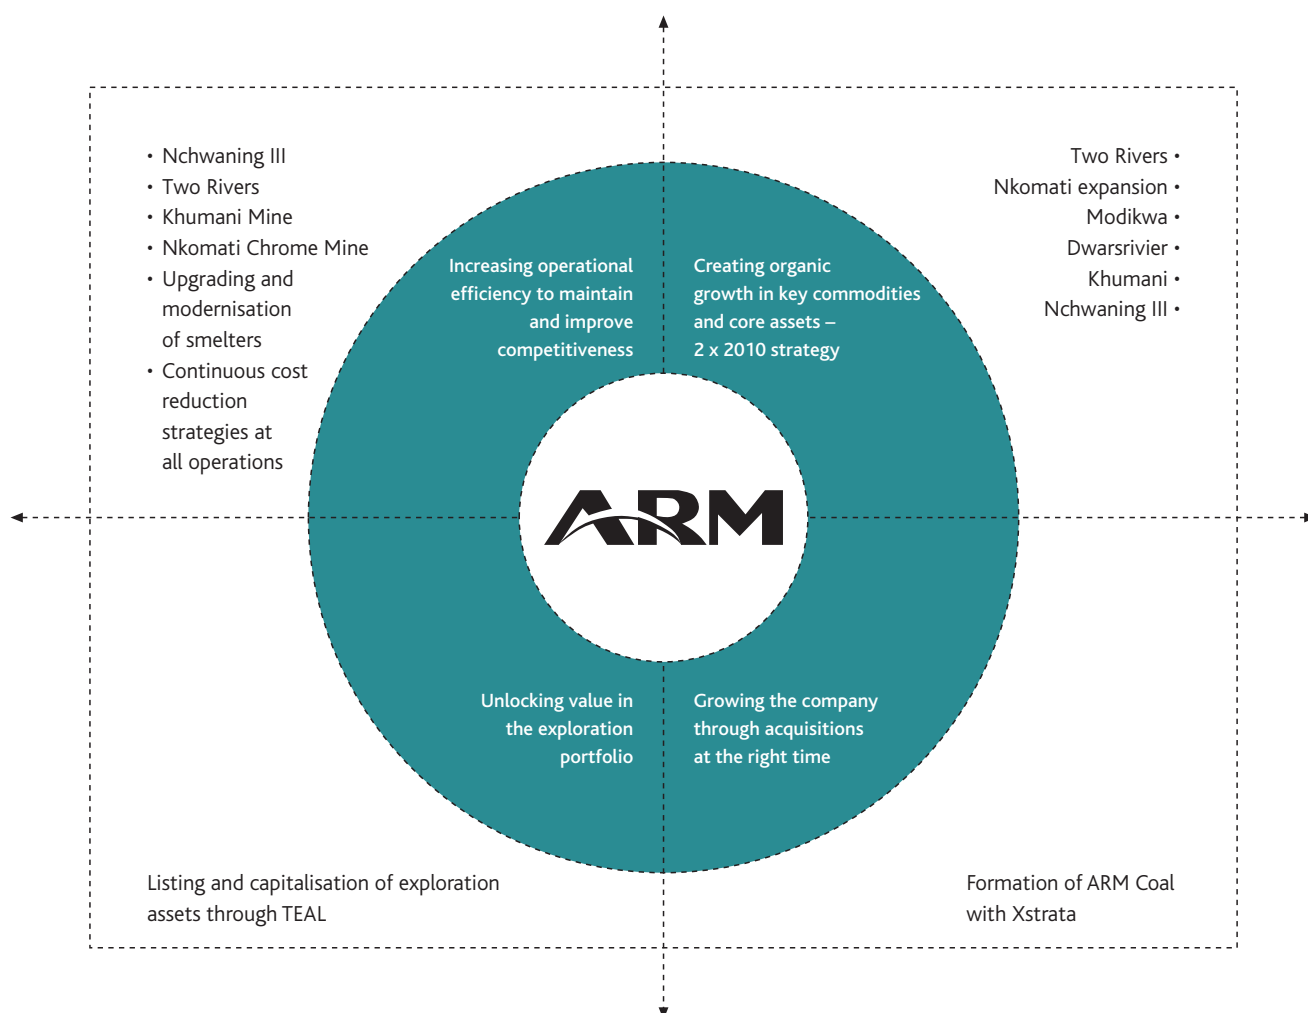 • Nchwaning III
• Two Rivers
• Khumani Mine
• Nkomati Chrome Mine
• Upgrading and
modernisation
of smelters
• Continuous cost
reduction
strategies at
all operations
Increasing operational
efficiency to maintain
and improve
competitiveness
Creating organic
growth in key commodities
and core assets –
2 x 2010 strategy
Two Rivers •
Nkomati expansion •
Modikwa •
Dwarsrivier •
Khumani •
Nchwaning III •
ARM
Unlocking value in
the exploration
portfolio
Growing the company
through acquisitions
at the right time
Listing and capitalisation of exploration
assets through TEAL
Formation of ARM Coal
with Xstrata